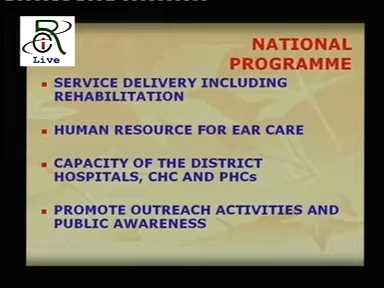 R
Live
NATIONAL
PROGRAMME
SERVICE DELIVERY INCLUDING
REHABILITATION
HUMAN RESOURCE FOR EAR CARE
CAPACITY OF THE DISTRICT
HOSPITALS, CHC AND PHCs
PROMOTE OUTREACH ACTIVITIES AND
PUBLIC AWARENESS